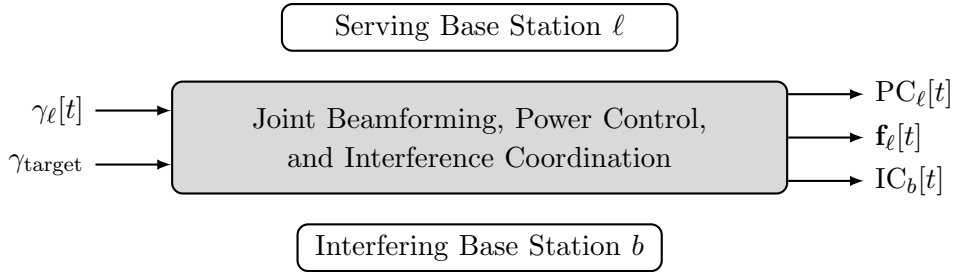 Serving Base Station ℓ
γℓ[t]
γtarget
Joint Beamforming, Power Control,
and Interference Coordination
PCℓ[t]
fℓ[t]
ICb[t]
Interfering Base Station b